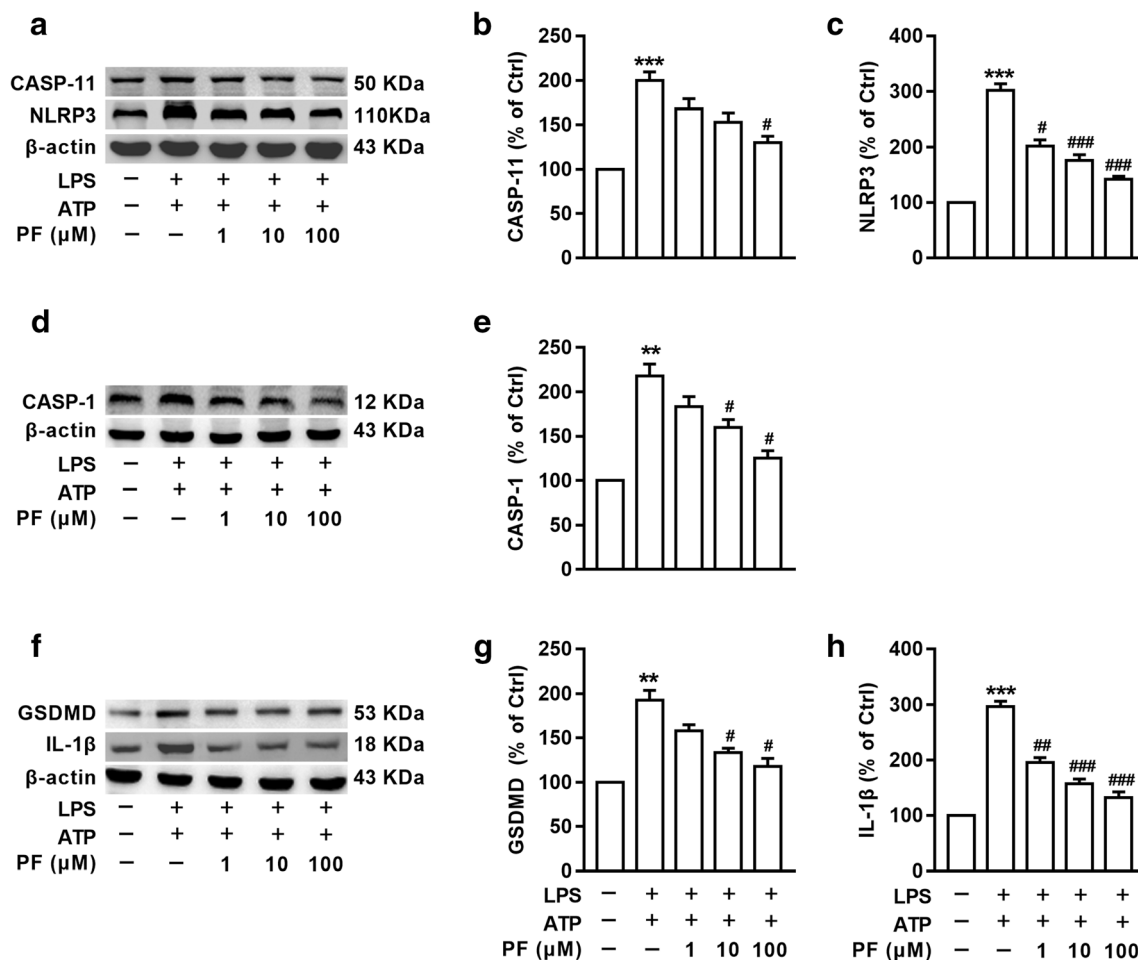 a
CASP-11 50 KDa
NLRP3 110KDa
β-actin 43 KDa
LPS − + + + +
ATP − + + + +
PF (µM) − − 1 10 100
b
CASP-11 (% of Ctrl)
250
200
150
100
50
0
***
#
c
NLRP3 (% of Ctrl)
400
300
200
100
0
***
#
###
###
d
CASP-1 12 KDa
β-actin 43 KDa
LPS − + + + +
ATP − + + + +
PF (µM) − − 1 10 100
e
CASP-1 (% of Ctrl)
250
200
150
100
50
0
**
#
#
f
GSDMD 53 KDa
IL-1β 18 KDa
β-actin 43 KDa
LPS − + + + +
ATP − + + + +
PF (µM) − − 1 10 100
g
GSDMD (% of Ctrl)
250
200
150
100
50
0
**
#
#
LPS − + + + +
ATP − + + + +
PF (µM) − − 1 10 100
h
IL-1β (% of Ctrl)
400
300
200
100
0
***
##
###
###
LPS − + + + +
ATP − + + + +
PF (µM) − − 1 10 100